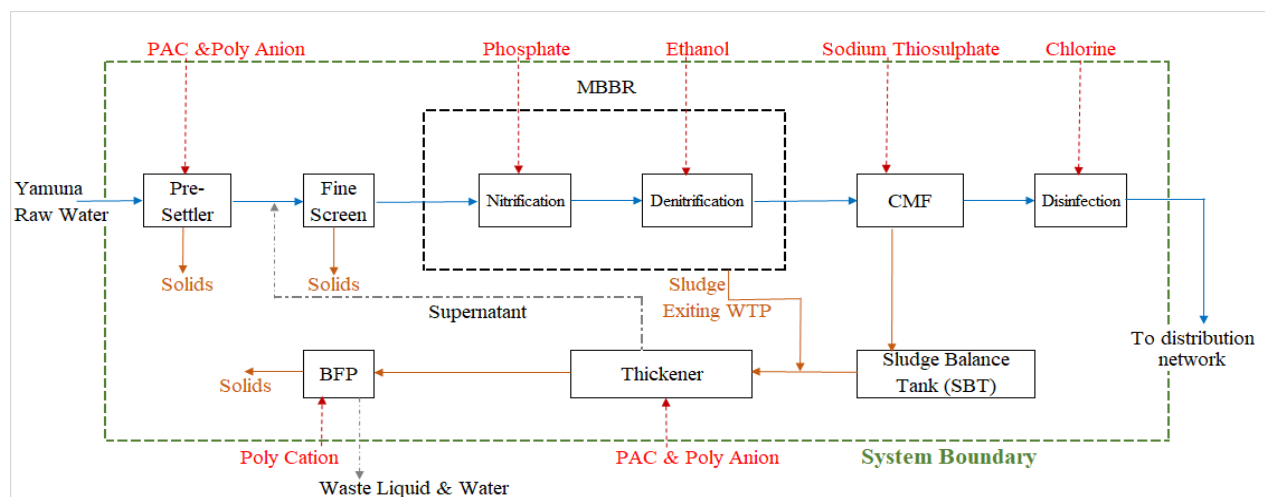 PAC &Poly Anion
Phosphate
Ethanol
Sodium Thiosulphate
Chlorine
MBBR
Yamuna
Raw Water
Pre-
Settler
Fine
Screen
Nitrification
Denitrification
CMF
Disinfection
Solids
Solids
Sludge
Exiting WTP
Supernatant
To distribution
network
Solids
BFP
Thickener
Sludge Balance
Tank (SBT)
Poly Cation
PAC & Poly Anion
System Boundary
Waste Liquid & Water